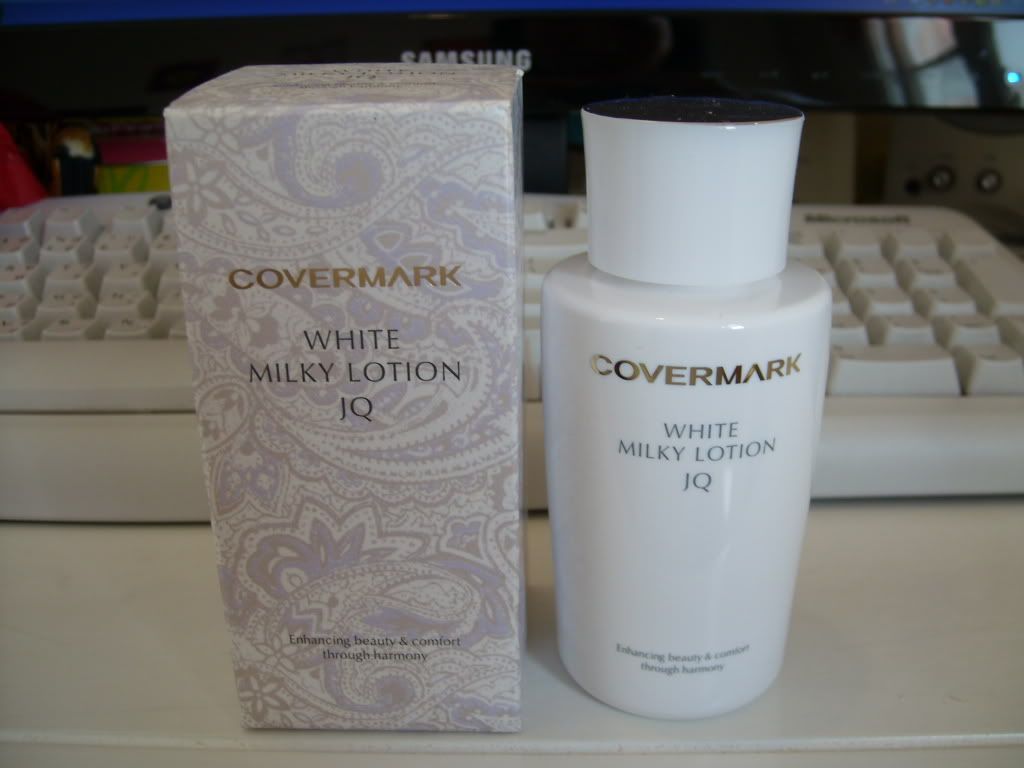 SAMSUNG
Microsoft
COVERMARK
WHITE
MILKY LOTION
JQ
Enhancing beauty & comfort
through harmony
COVERMARK
WHITE
MILKY LOTION
JQ
Enhancing beauty & comfort
through harmony